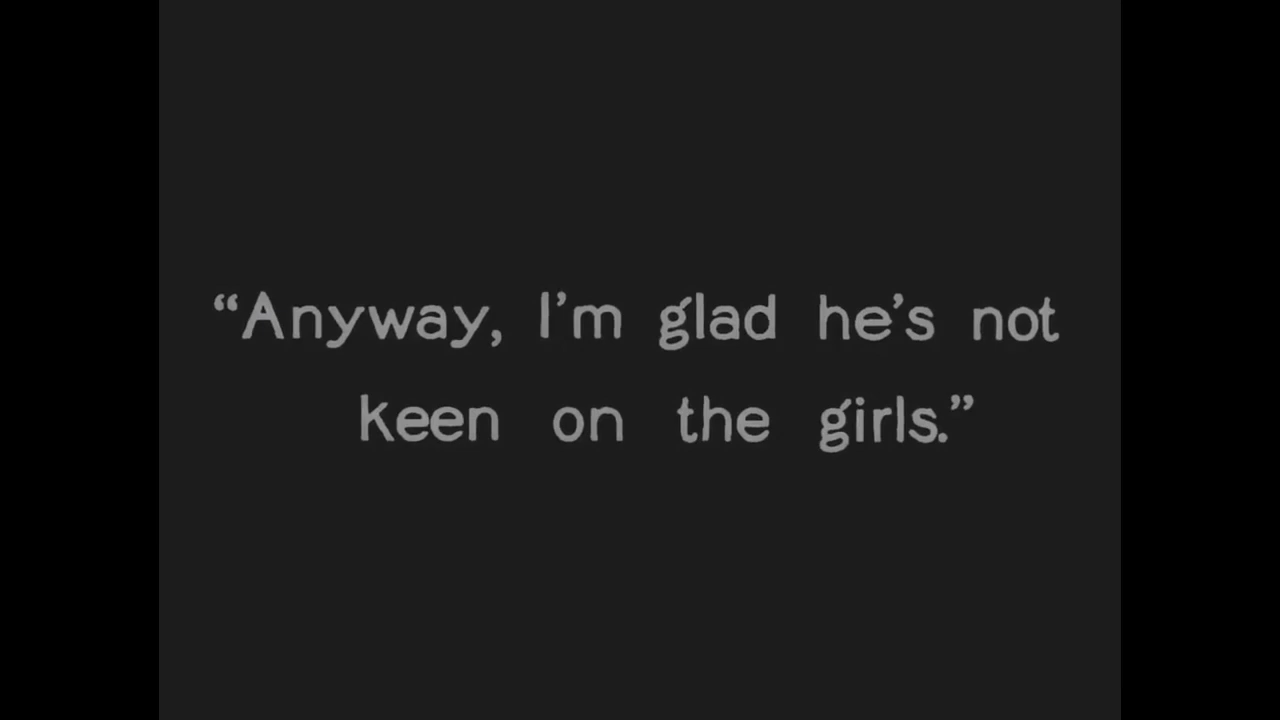 “Anyway, I’m glad he’s not
keen on the girls.”